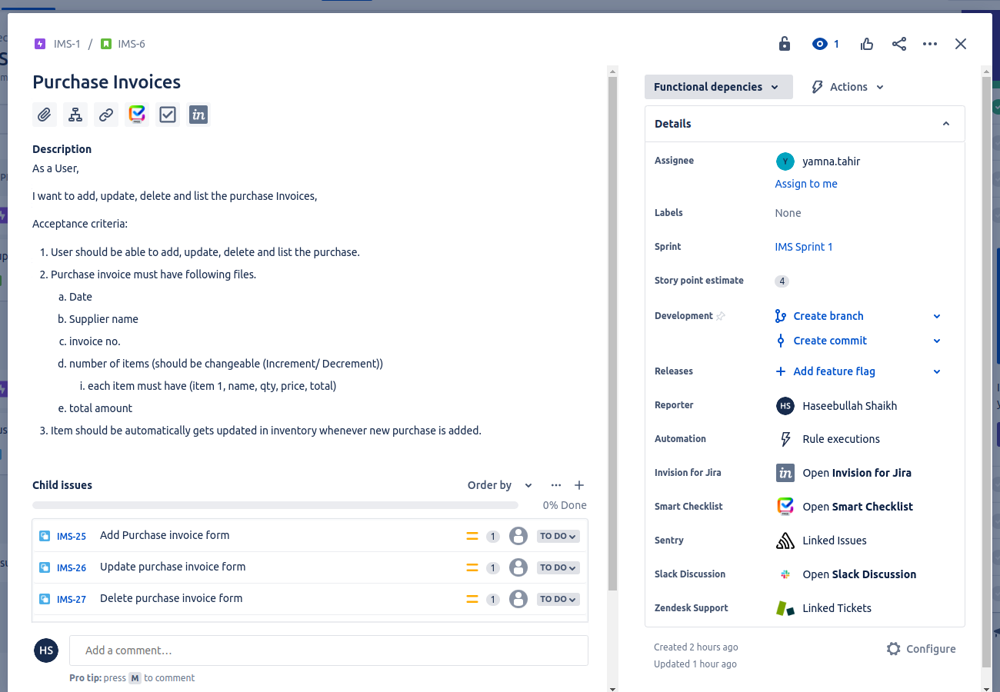 IMS-1 / IMS-6
1
Purchase Invoices
in
Description
As a User,
I want to add, update, delete and list the purchase Invoices,
Acceptance criteria:
1. User should be able to add, update, delete and list the purchase.
2. Purchase invoice must have following files.
a. Date
b. Supplier name
c. invoice no.
d. number of items (should be changeable (Increment/ Decrement))
i. each item must have (item 1, name, qty, price, total)
e. total amount
3. Item should be automatically gets updated in inventory whenever new purchase is added.
Child issues
Order by
0% Done
IMS-25 Add Purchase invoice form 1 TO DO
IMS-26 Update purchase invoice form 1 TO DO
IMS-27 Delete purchase invoice form 1 TO DO
HS Add a comment…
Pro tip: press M to comment
Functional depencies
Actions
Details
Assignee Y yamna.tahir
Assign to me
Labels None
Sprint IMS Sprint 1
Story point estimate 4
Development Create branch
Create commit
Releases Add feature flag
Reporter HS Haseebullah Shaikh
Automation Rule executions
Invision for Jira in Open Invision for Jira
Smart Checklist Open Smart Checklist
Sentry Linked Issues
Slack Discussion Open Slack Discussion
Zendesk Support Linked Tickets
Created 2 hours ago
Configure
Updated 1 hour ago